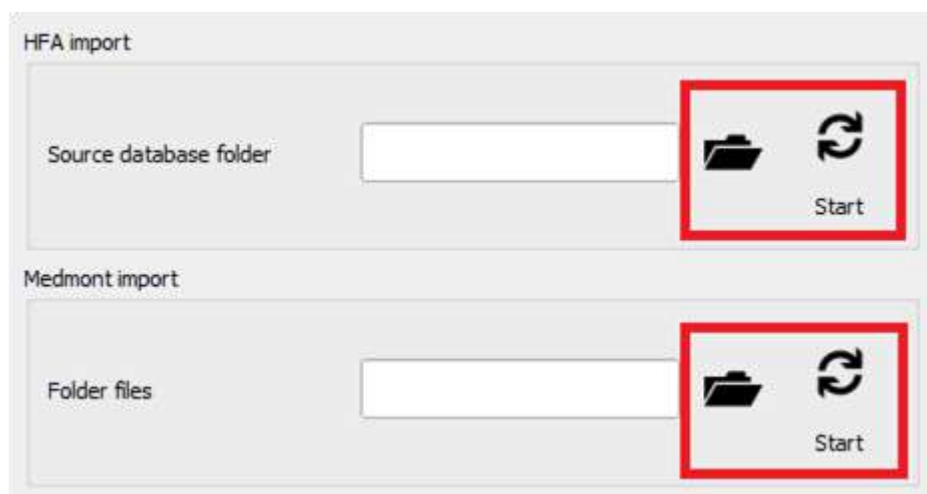 HFA import
Source database folder
Start
Medmont import
Folder files
Start